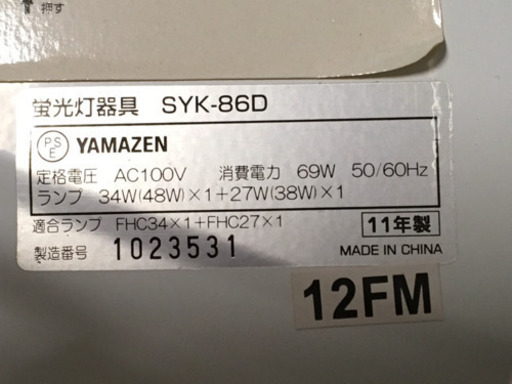 押す
蛍光灯器具 SYK-86D
PSE YAMAZEN
定格電圧 AC100V 消費電力 69W 50/60Hz
ランプ 34W(48W)×1+27W(38W)×1
適合ランプ FHC34×1+FHC27×1
11年製
製造番号 1023531 MADE IN CHINA
12FM